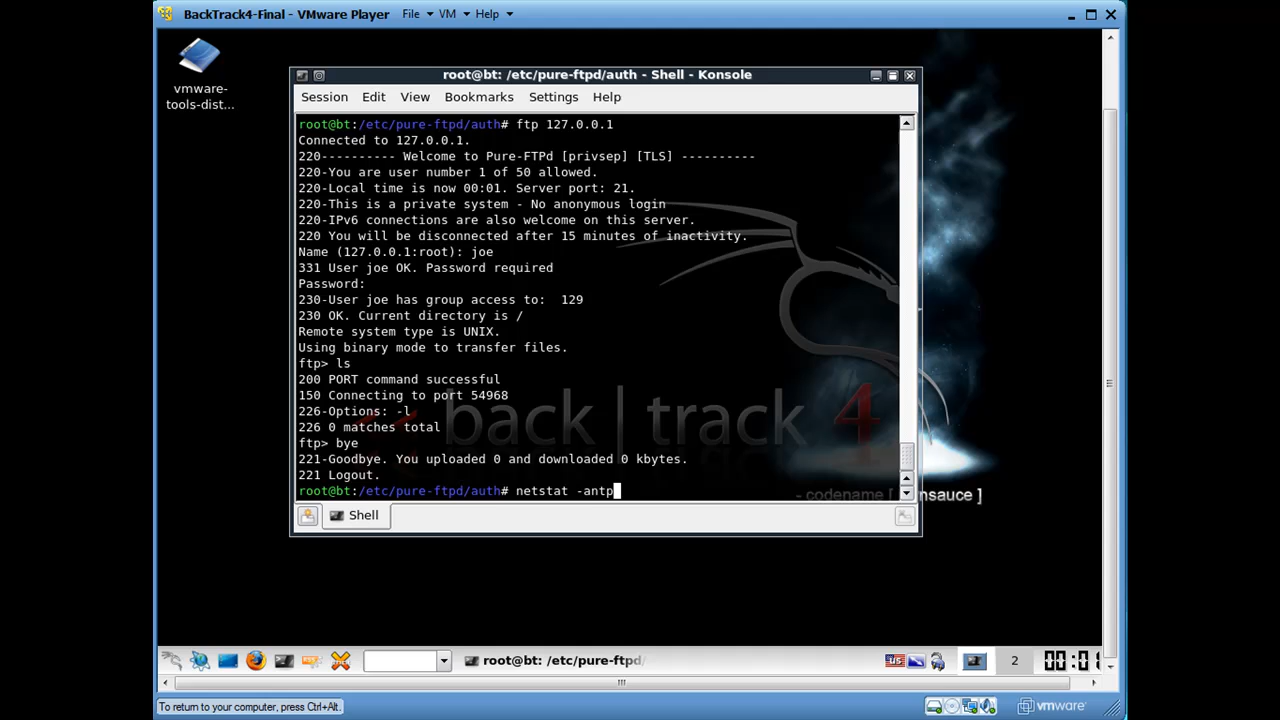 BackTrack4-Final - VMware Player File VM Help
vmware-
tools-dist...
root@bt: /etc/pure-ftpd/auth - Shell - Konsole
Session Edit View Bookmarks Settings Help
root@bt:/etc/pure-ftpd/auth# ftp 127.0.0.1
Connected to 127.0.0.1.
220---------- Welcome to Pure-FTPd [privsep] [TLS] ----------
220-You are user number 1 of 50 allowed.
220-Local time is now 00:01. Server port: 21.
220-This is a private system - No anonymous login
220-IPv6 connections are also welcome on this server.
220 You will be disconnected after 15 minutes of inactivity.
Name (127.0.0.1:root): joe
331 User joe OK. Password required
Password:
230-User joe has group access to:  129
230 OK. Current directory is /
Remote system type is UNIX.
Using binary mode to transfer files.
ftp> ls
200 PORT command successful
150 Connecting to port 54968
226-Options: -l
226 0 matches total
ftp> bye
221-Goodbye. You uploaded 0 and downloaded 0 kbytes.
221 Logout.
root@bt:/etc/pure-ftpd/auth# netstat -antp
back | track 4
- codename [ nsauce ]
Shell
root@bt: /etc/pure-ftpd/
US
2
To return to your computer, press Ctrl+Alt.
vmware